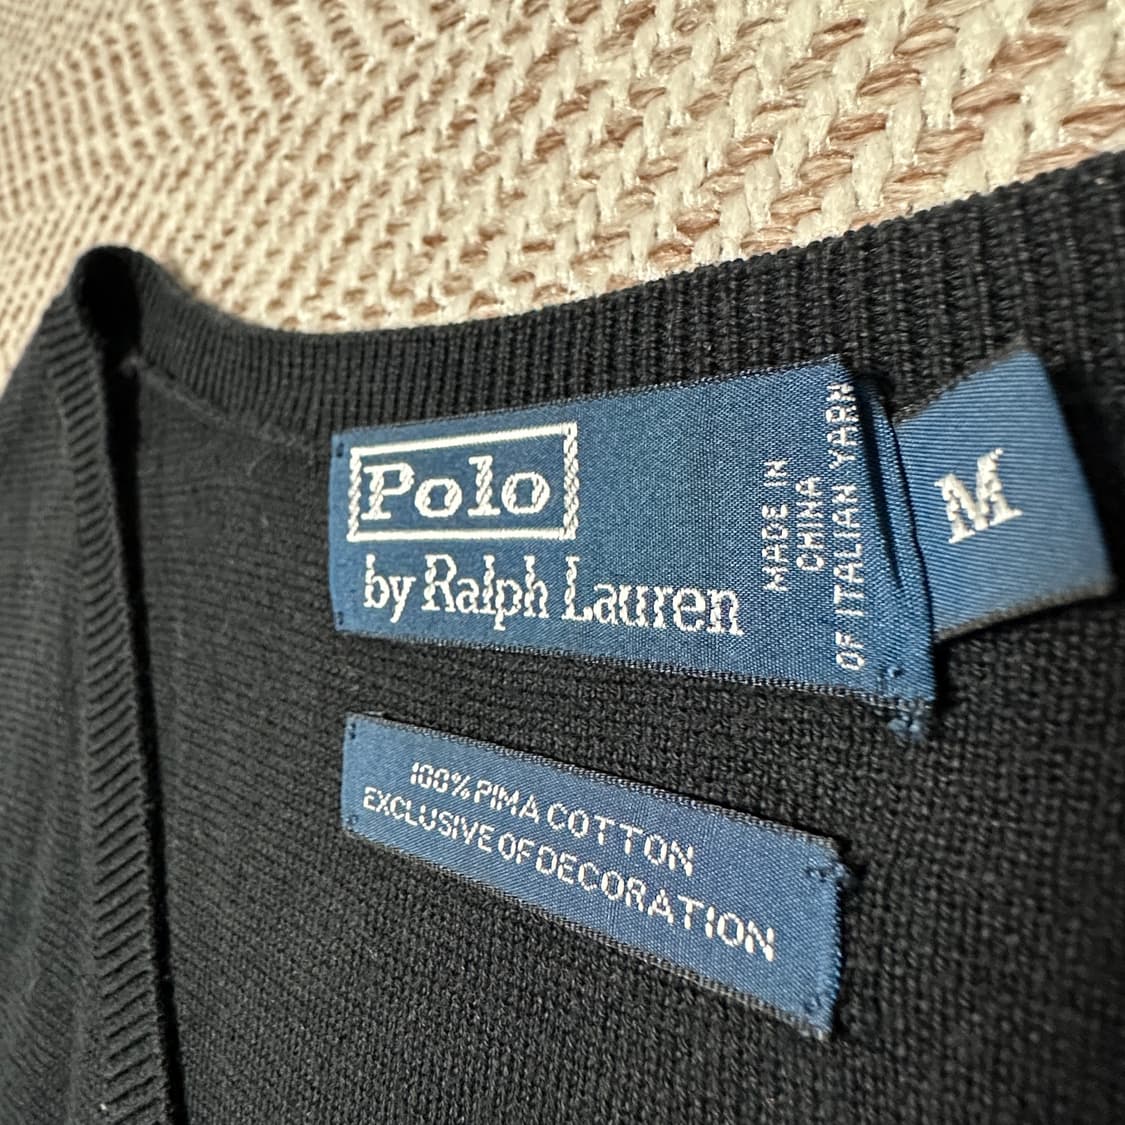 Polo
by Ralph Lauren
MADE IN
CHINA
OF ITALIAN YARN
M
100% PIMA COTTON
EXCLUSIVE OF DECORATION